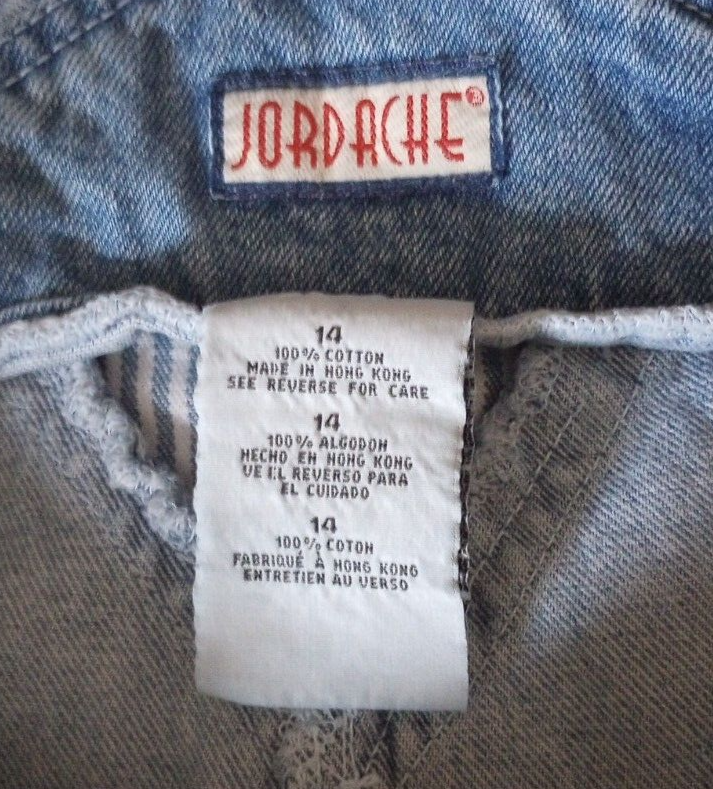 JORDACHE®
14
100% COTTON
MADE IN HONG KONG
SEE REVERSE FOR CARE
14
100% ALGODON
HECHO EN HONG KONG
VE EL REVERSO PARA
EL CUIDADO
14
100% COTON
FABRIQUÉ À HONG KONG
ENTRETIEN AU VERSO